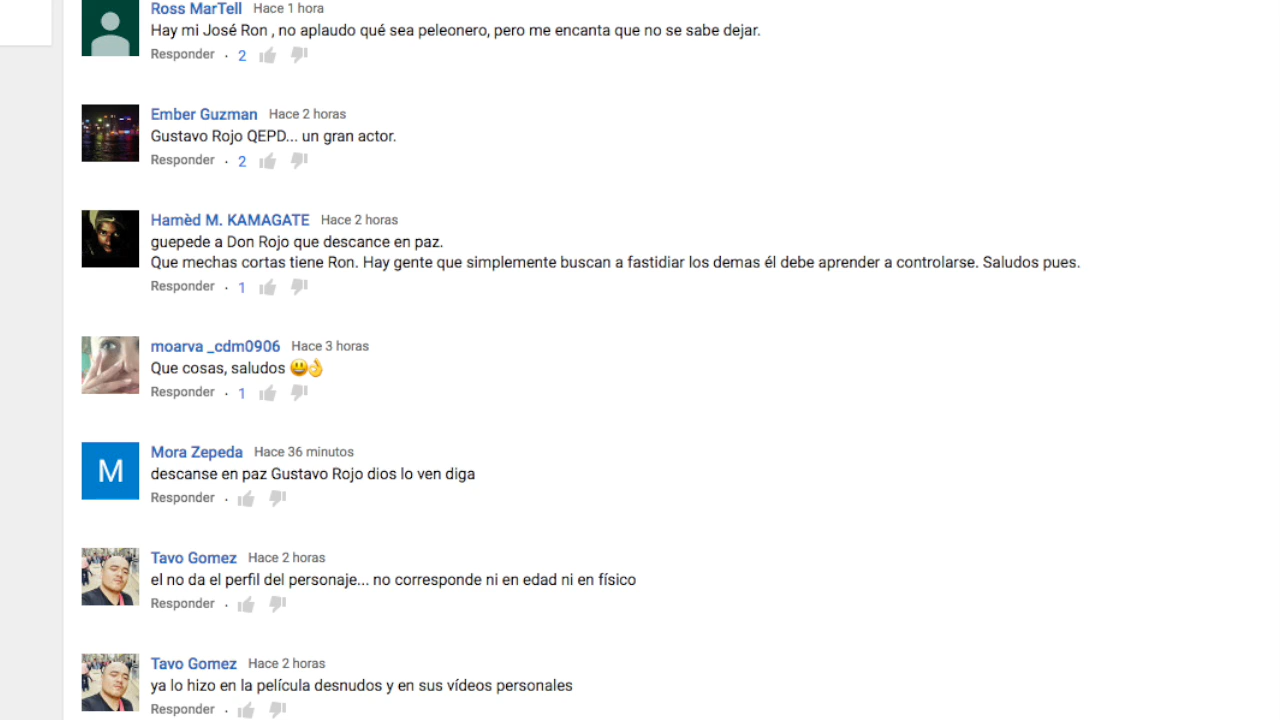 Ross MarTell Hace 1 hora
Hay mi José Ron , no aplaudo qué sea peleonero, pero me encanta que no se sabe dejar.
Responder · 2
Ember Guzman Hace 2 horas
Gustavo Rojo QEPD... un gran actor.
Responder · 2
Hamèd M. KAMAGATE Hace 2 horas
guepede a Don Rojo que descance en paz.
Que mechas cortas tiene Ron. Hay gente que simplemente buscan a fastidiar los demas él debe aprender a controlarse. Saludos pues.
Responder · 1
moarva _cdm0906 Hace 3 horas
Que cosas, saludos 😃👌
Responder · 1
M
Mora Zepeda Hace 36 minutos
descanse en paz Gustavo Rojo dios lo ven diga
Responder ·
Tavo Gomez Hace 2 horas
el no da el perfil del personaje... no corresponde ni en edad ni en físico
Responder ·
Tavo Gomez Hace 2 horas
ya lo hizo en la película desnudos y en sus vídeos personales
Responder ·